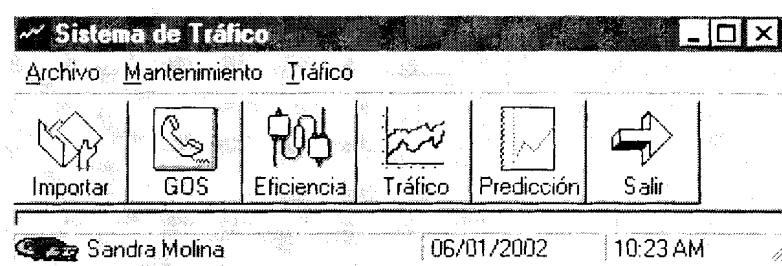 Sistema de Tráfico
Archivo Mantenimiento Tráfico
Importar GOS Eficiencia Tráfico Predicción Salir
Sandra Molina 06/01/2002 10:23 AM